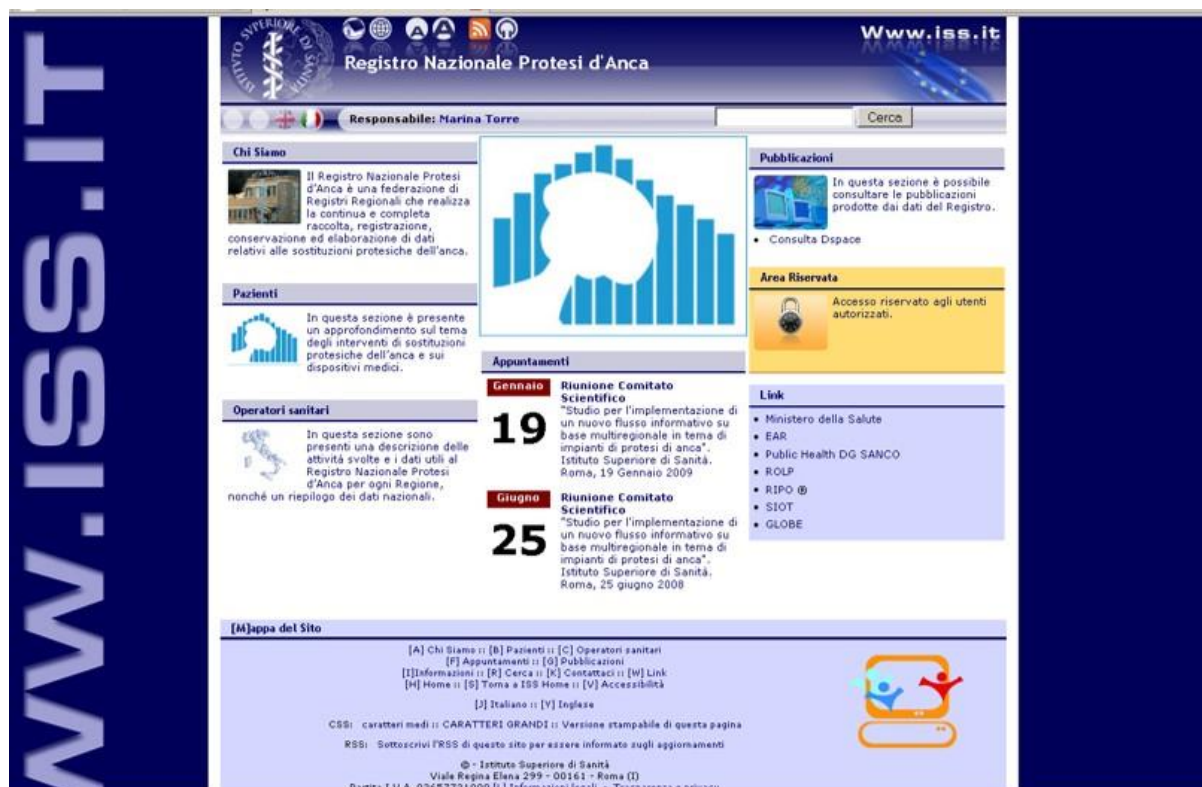 WWW.ISS.IT
ISTITVTO SVPERIORE DI SANITÀ
Www.iss.it
Registro Nazionale Protesi d'Anca
Responsabile: Marina Torre
Cerca
Chi Siamo
Il Registro Nazionale Protesi
d'Anca è una federazione di
Registri Regionali che realizza
la continua e completa
raccolta, registrazione,
conservazione ed elaborazione di dati
relativi alle sostituzioni protesiche dell'anca.
Pazienti
In questa sezione è presente
un approfondimento sul tema
degli interventi di sostituzioni
protesiche dell'anca e sui
dispositivi medici.
Operatori sanitari
In questa sezione sono
presenti una descrizione delle
attività svolte e i dati utili al
Registro Nazionale Protesi
d'Anca per ogni Regione,
nonché un riepilogo dei dati nazionali.
Appuntamenti
Gennaio
19
Riunione Comitato
Scientifico
"Studio per l'implementazione di
un nuovo flusso informativo su
base multiregionale in tema di
impianti di protesi di anca".
Istituto Superiore di Sanità.
Roma, 19 Gennaio 2009
Giugno
25
Riunione Comitato
Scientifico
"Studio per l'implementazione di
un nuovo flusso informativo su
base multiregionale in tema di
impianti di protesi di anca".
Istituto Superiore di Sanità.
Roma, 25 giugno 2008
Pubblicazioni
In questa sezione è possibile
consultare le pubblicazioni
prodotte dai dati del Registro.
• Consulta Dspace
Area Riservata
Accesso riservato agli utenti
autorizzati.
Link
• Ministero della Salute
• EAR
• Public Health DG SANCO
• ROLP
• RIPO ®
• SIOT
• GLOBE
[M]appa del Sito
[A] Chi Siamo :: [B] Pazienti :: [C] Operatori sanitari
[F] Appuntamenti :: [G] Pubblicazioni
[I]Informazioni :: [R] Cerca :: [K] Contattaci :: [W] Link
[H] Home :: [S] Torna a ISS Home :: [V] Accessibilità
[J] Italiano :: [Y] Inglese
CSS: caratteri medi :: CARATTERI GRANDI :: Versione stampabile di questa pagina
RSS: Sottoscrivi l'RSS di questo sito per essere informato sugli aggiornamenti
© - Istituto Superiore di Sanità
Viale Regina Elena 299 - 00161 - Roma (I)